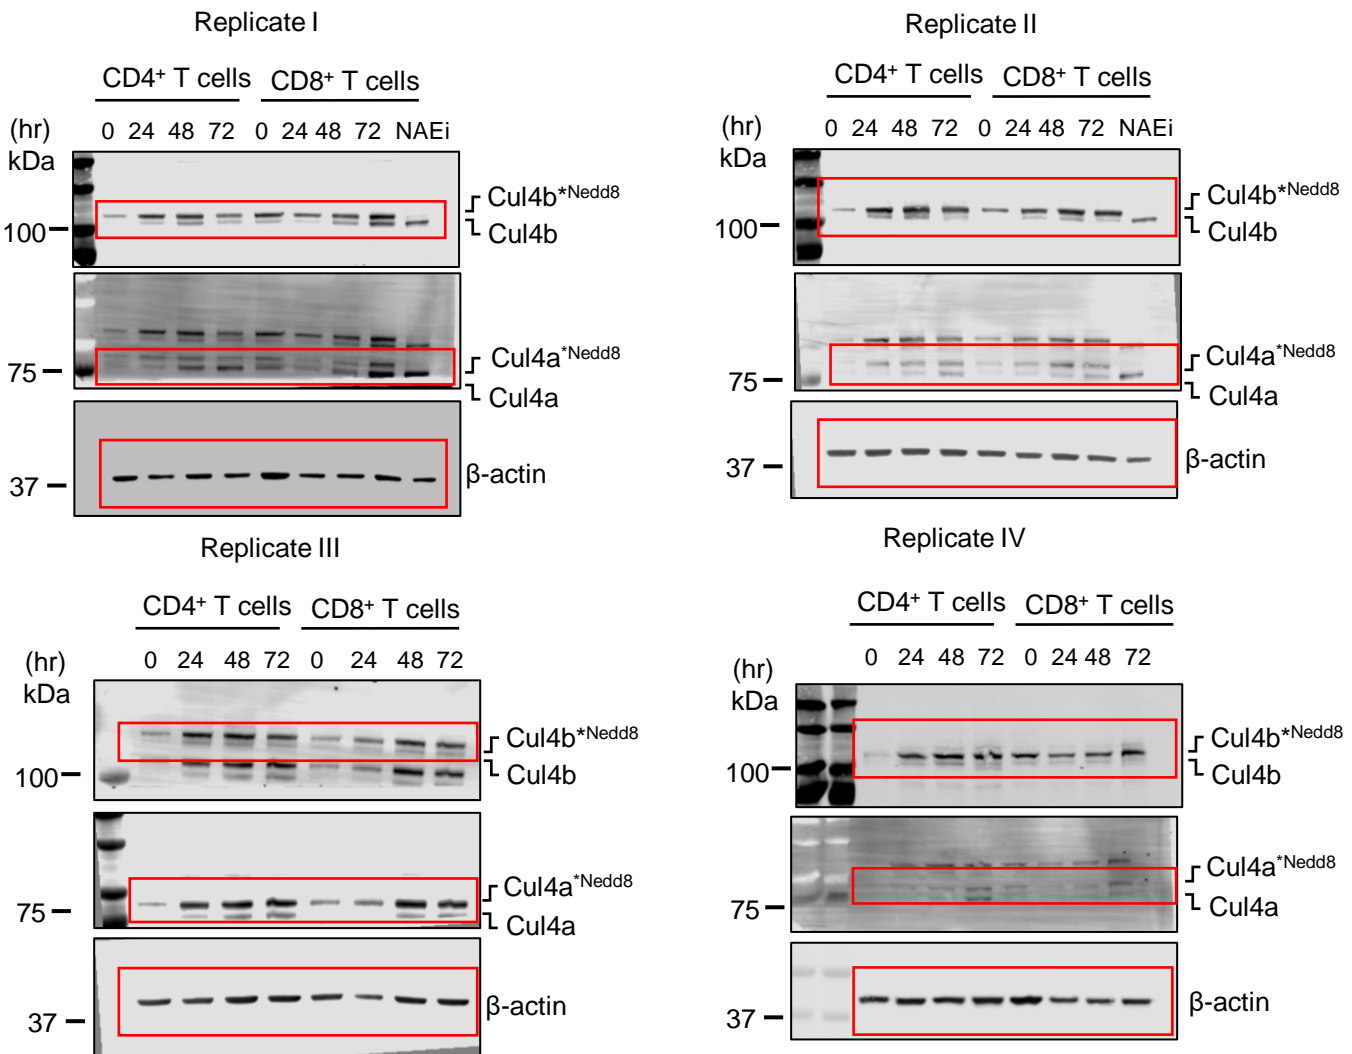 Replicate I
CD4+ T cells CD8+ T cells
(hr) 0 24 48 72 0 24 48 72 NAEi
kDa
Cul4b*Nedd8
100
Cul4b
Cul4a*Nedd8
75
Cul4a
β-actin
37
Replicate II
CD4+ T cells CD8+ T cells
(hr) 0 24 48 72 0 24 48 72 NAEi
kDa
Cul4b*Nedd8
100
Cul4b
Cul4a*Nedd8
75
Cul4a
β-actin
37
Replicate III
CD4+ T cells CD8+ T cells
(hr) 0 24 48 72 0 24 48 72
kDa
Cul4b*Nedd8
100
Cul4b
Cul4a*Nedd8
75
Cul4a
β-actin
37
Replicate IV
CD4+ T cells CD8+ T cells
(hr) 0 24 48 72 0 24 48 72
kDa
Cul4b*Nedd8
100
Cul4b
Cul4a*Nedd8
75
Cul4a
β-actin
37